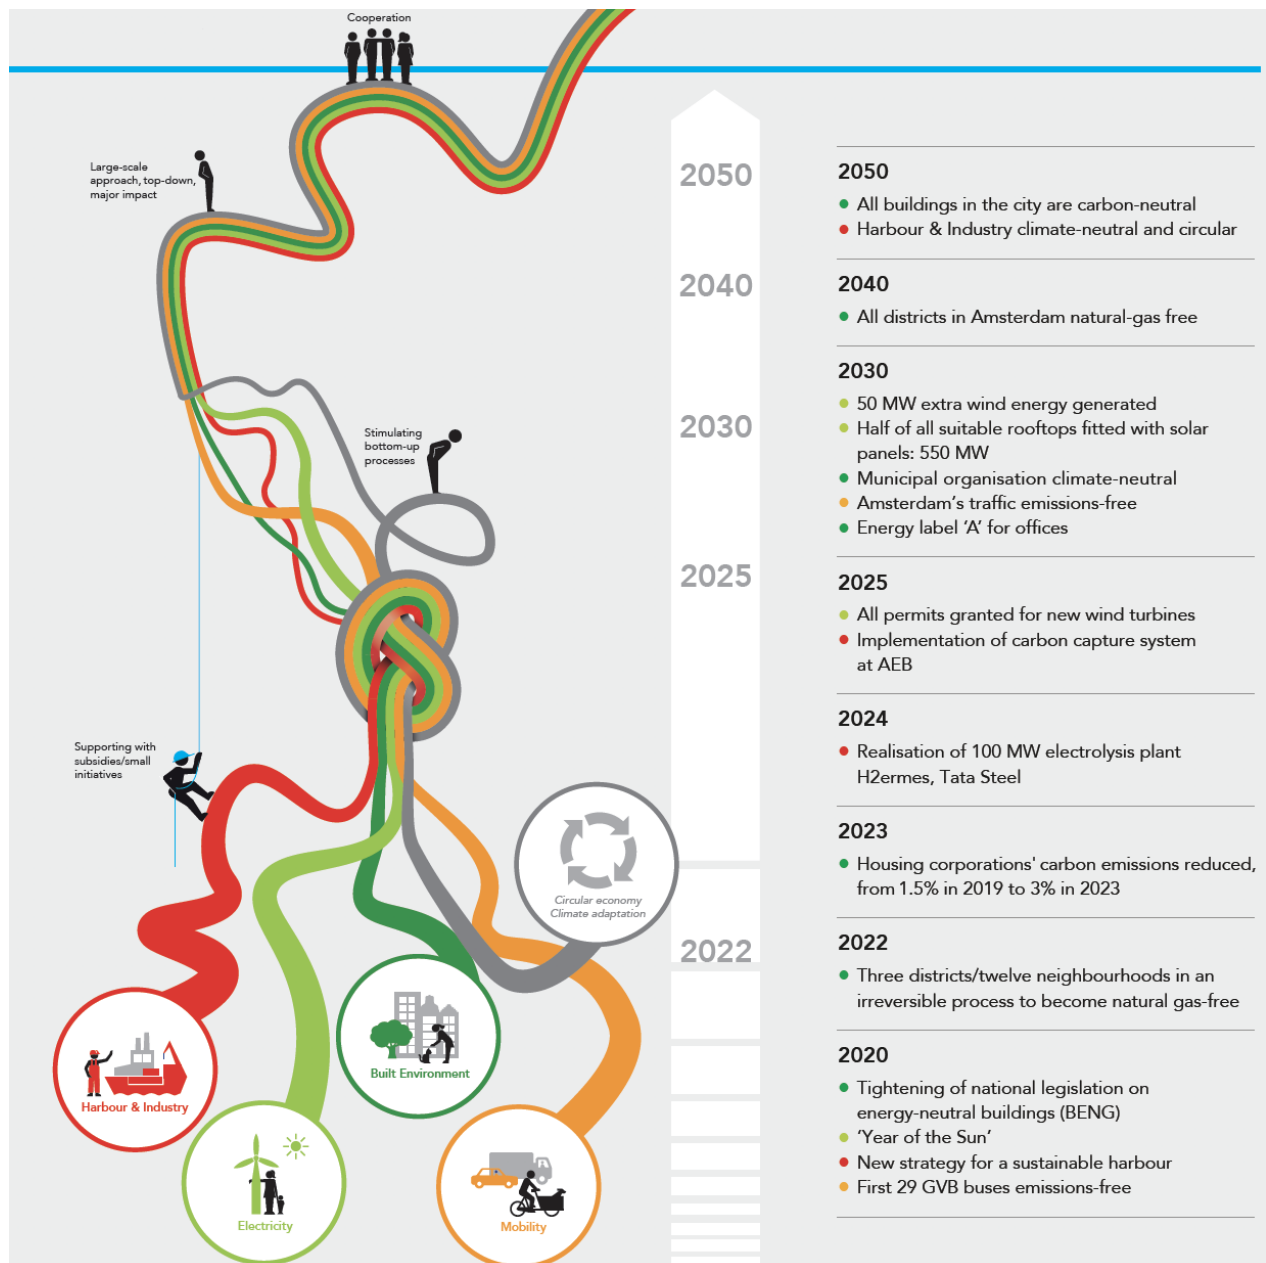 Cooperation
Large-scale
approach, top-down,
major impact
Stimulating
bottom-up
processes
Supporting with
subsidies/small
initiatives
Circular economy
Climate adaptation
Harbour & Industry
Built Environment
Electricity
Mobility
2050
2040
2030
2025
2022
2050
All buildings in the city are carbon-neutral
Harbour & Industry climate-neutral and circular
2040
All districts in Amsterdam natural-gas free
2030
50 MW extra wind energy generated
Half of all suitable rooftops fitted with solar
panels: 550 MW
Municipal organisation climate-neutral
Amsterdam’s traffic emissions-free
Energy label ‘A’ for offices
2025
All permits granted for new wind turbines
Implementation of carbon capture system
at AEB
2024
Realisation of 100 MW electrolysis plant
H2ermes, Tata Steel
2023
Housing corporations' carbon emissions reduced,
from 1.5% in 2019 to 3% in 2023
2022
Three districts/twelve neighbourhoods in an
irreversible process to become natural gas-free
2020
Tightening of national legislation on
energy-neutral buildings (BENG)
‘Year of the Sun’
New strategy for a sustainable harbour
First 29 GVB buses emissions-free